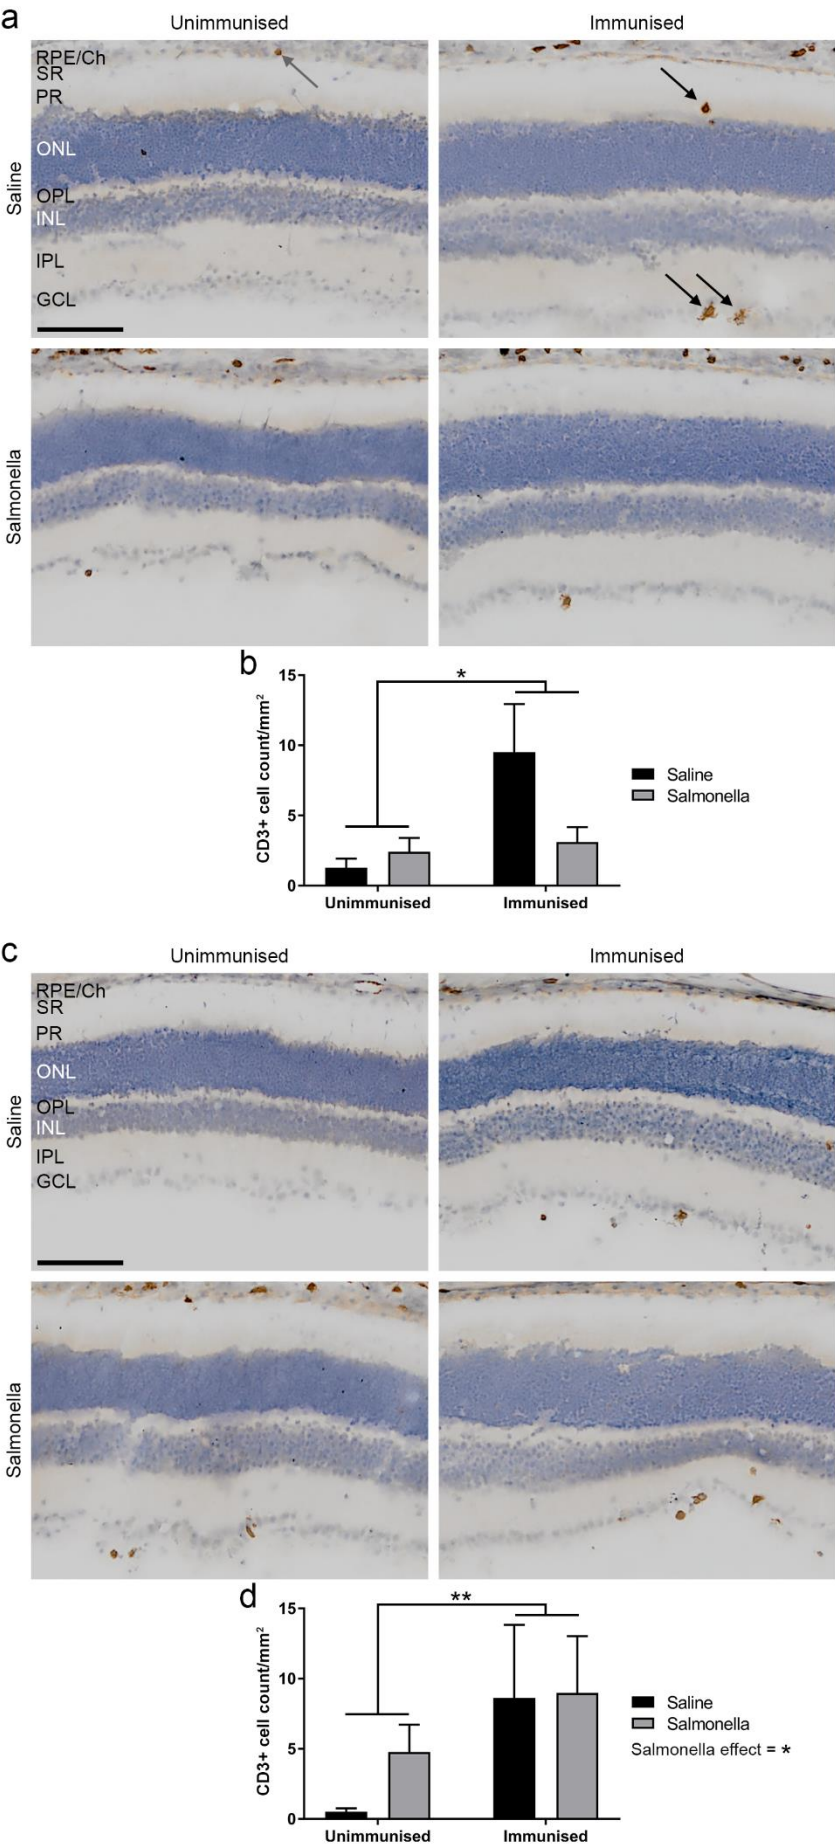 a
Unimmunised Immunised
Saline
RPE/Ch
SR
PR
ONL
OPL
INL
IPL
GCL
Salmonella
b
CD3+ cell count/mm²
15
10
5
0
*
Unimmunised Immunised
Saline
Salmonella
c
Unimmunised Immunised
Saline
RPE/Ch
SR
PR
ONL
OPL
INL
IPL
GCL
Salmonella
d
CD3+ cell count/mm²
15
10
5
0
**
Unimmunised Immunised
Saline
Salmonella
Salmonella effect = *